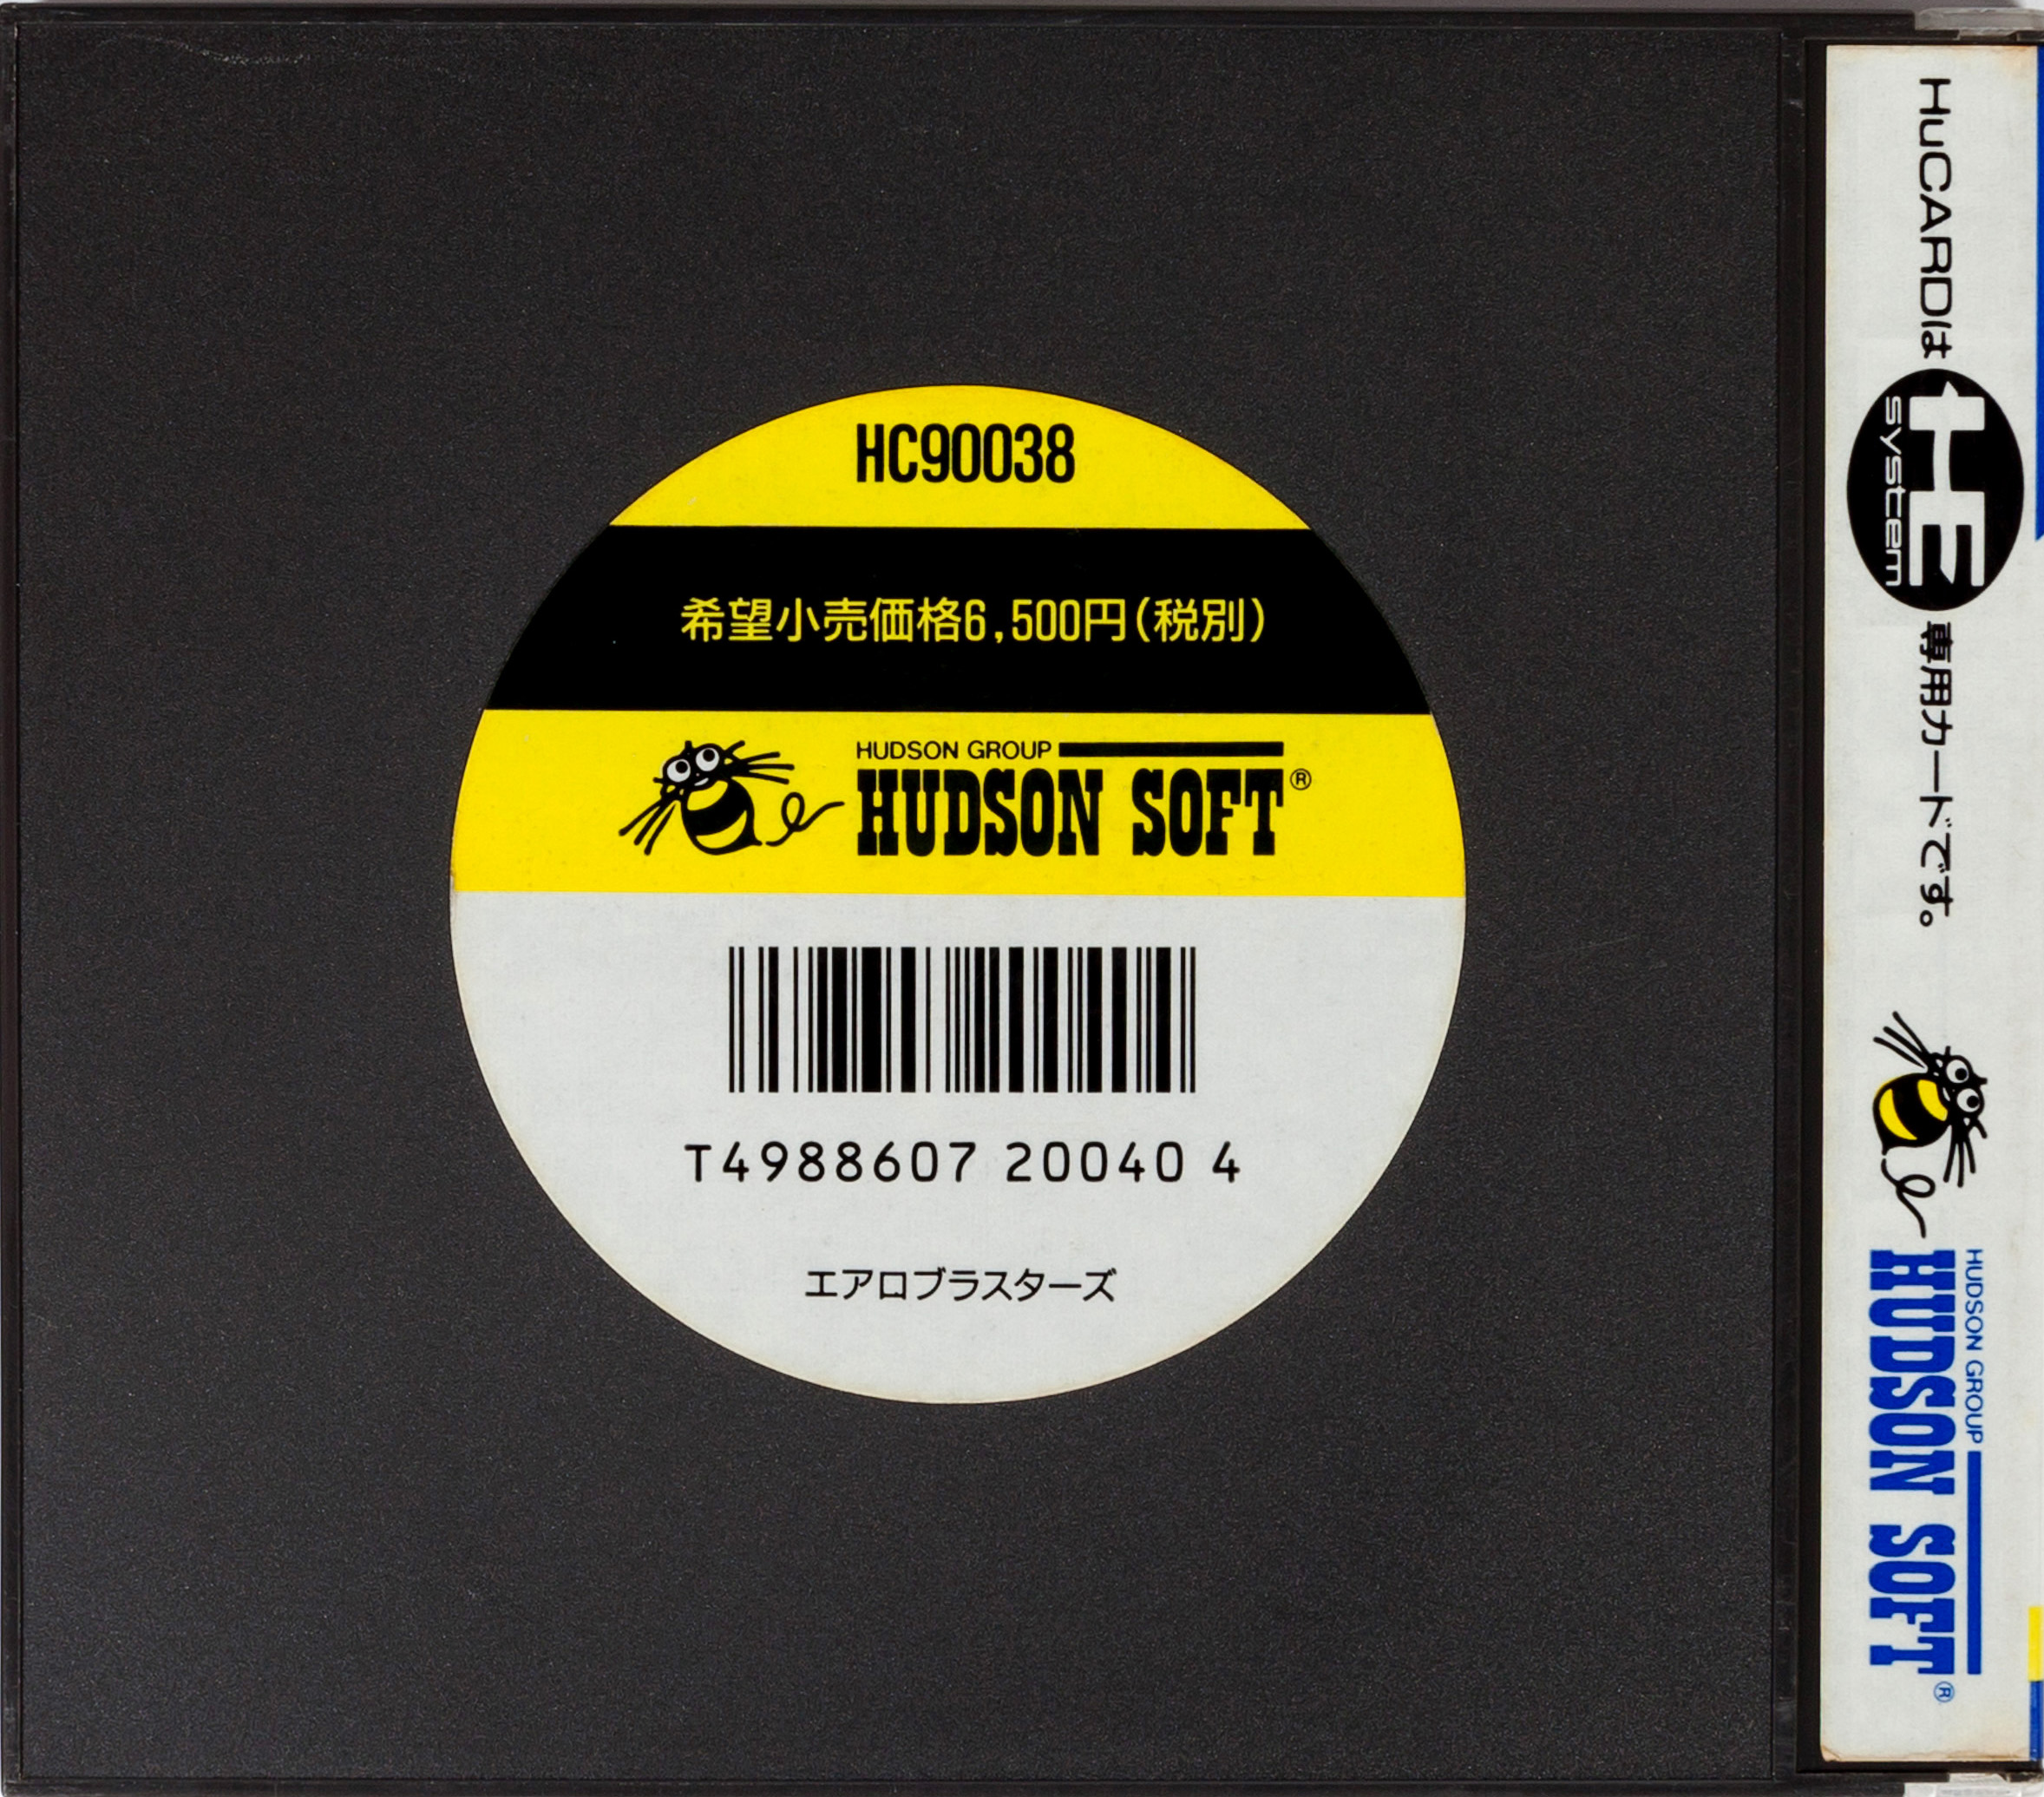 HC90038
希望小売価格6,500円(税別)
HUDSON GROUP
HUDSON SOFT®
T4988607 20040 4
エアロブラスターズ
HuCARDは
HE
system
専用カードです。
HUDSON GROUP
HUDSON SOFT®